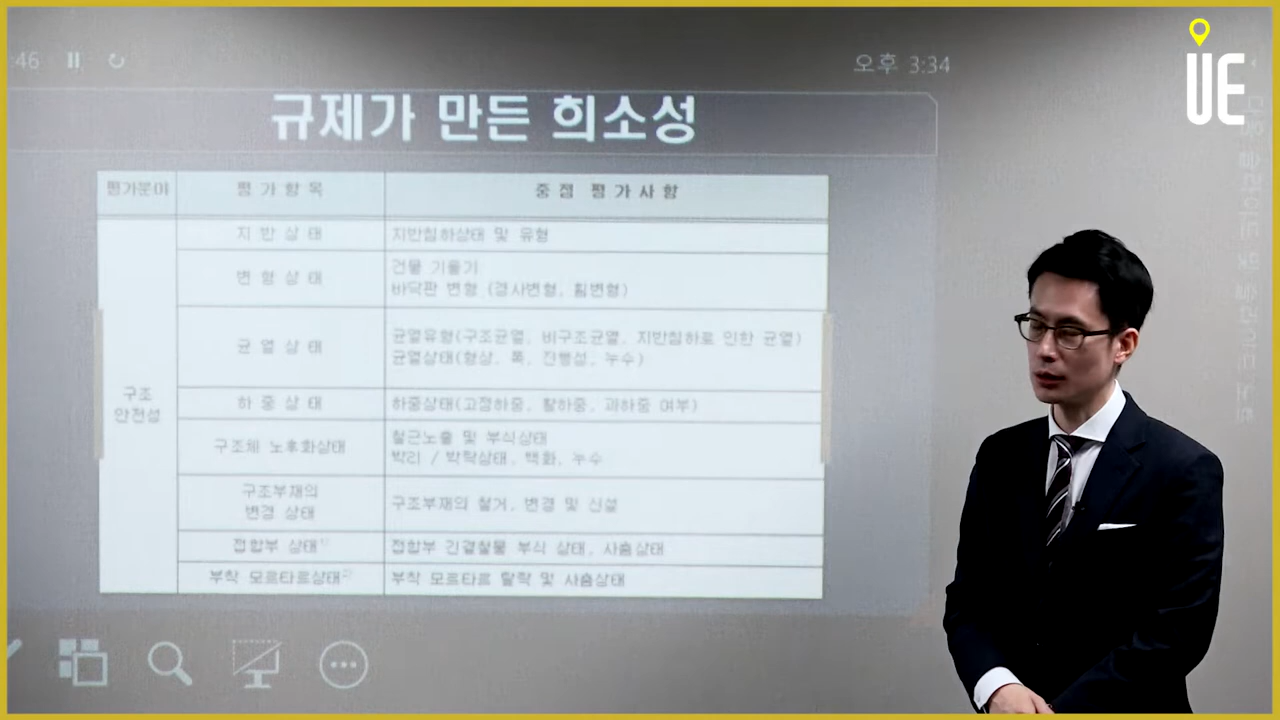 :46
오후 3:34
UE
규제가 만든 희소성
평가분야 평가항목 중점 평가사항
구조
안전성
지반상태 지반침하상태 및 유형
변형상태 건물 기울기
바닥판 변형 (경사변형, 휨변형)
균열상태 균열유형(구조균열, 비구조균열, 지반침하로 인한 균열)
균열상태(형상, 폭, 진행성, 누수)
하중상태 하중상태(고정하중, 활하중, 과하중 여부)
구조체 노후화상태 철근노출 및 부식상태
박리 / 박락상태, 백화, 누수
구조부재의
변경 상태 구조부재의 철거, 변경 및 신설
접합부 상태1) 접합부 긴결철물 부식 상태, 사춤상태
부착 모르타르상태2) 부착 모르타르 탈락 및 사춤상태